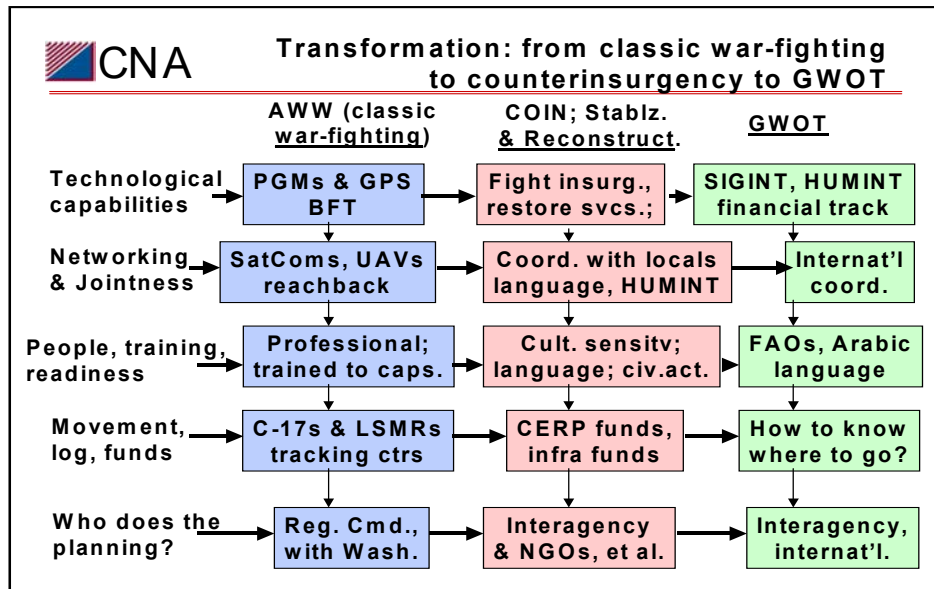 CNA
Transformation: from classic war-fighting
to counterinsurgency to GWOT
AWW (classic
war-fighting)
COIN; Stablz.
& Reconstruct.
GWOT
Technological
capabilities
PGMs & GPS
BFT
Fight insurg.,
restore svcs.;
SIGINT, HUMINT
financial track
Networking
& Jointness
SatComs, UAVs
reachback
Coord. with locals
language, HUMINT
Internat'l
coord.
People, training,
readiness
Professional;
trained to caps.
Cult. sensitv;
language; civ.act.
FAOs, Arabic
language
Movement,
log, funds
C-17s & LSMRs
tracking ctrs
CERP funds,
infra funds
How to know
where to go?
Who does the
planning?
Reg. Cmd.,
with Wash.
Interagency
& NGOs, et al.
Interagency,
internat'l.